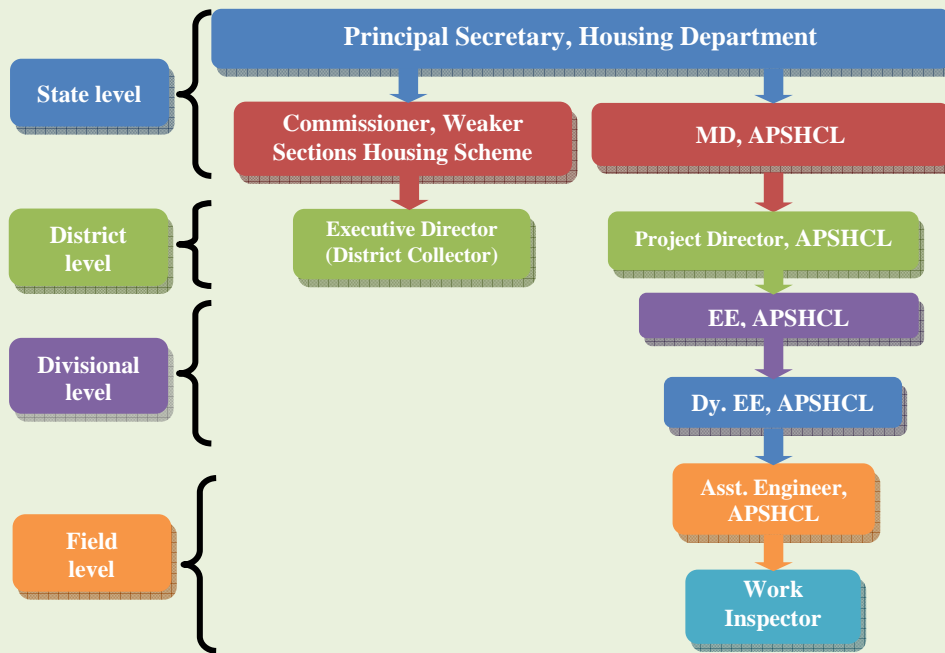 Principal Secretary, Housing Department
State level
Commissioner, Weaker
Sections Housing Scheme
MD, APSHCL
District
level
Executive Director
(District Collector)
Project Director, APSHCL
Divisional
level
EE, APSHCL
Dy. EE, APSHCL
Field
level
Asst. Engineer,
APSHCL
Work
Inspector